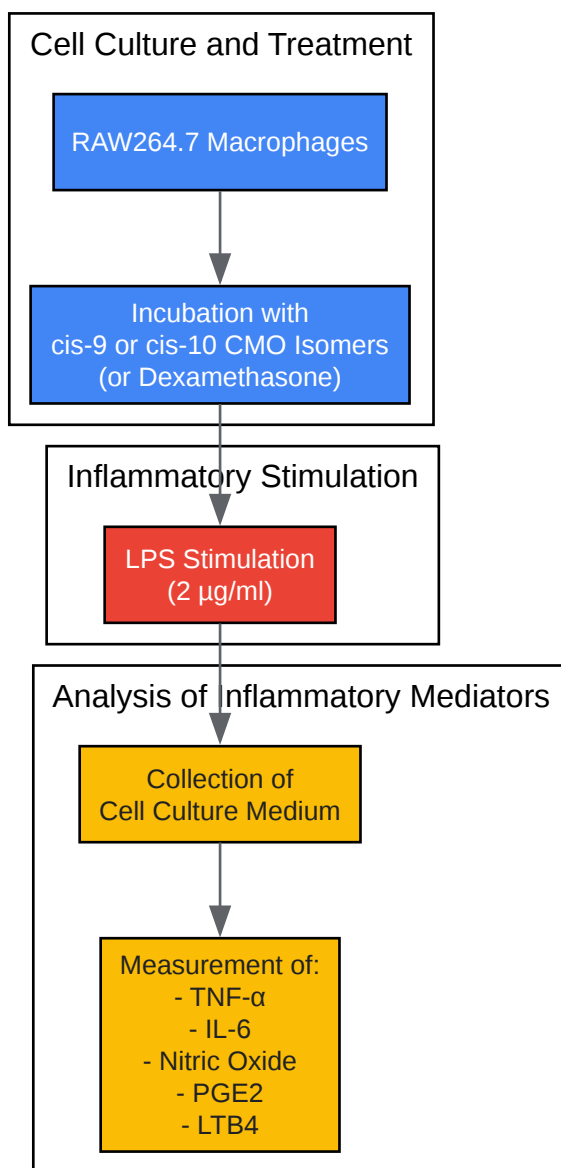 Cell Culture and Treatment
RAW264.7 Macrophages
Incubation with
cis-9 or cis-10 CMO Isomers
(or Dexamethasone)
Inflammatory Stimulation
LPS Stimulation
(2 µg/ml)
Analysis of Inflammatory Mediators
Collection of
Cell Culture Medium
Measurement of:
- TNF-α
- IL-6
- Nitric Oxide
- PGE2
- LTB4